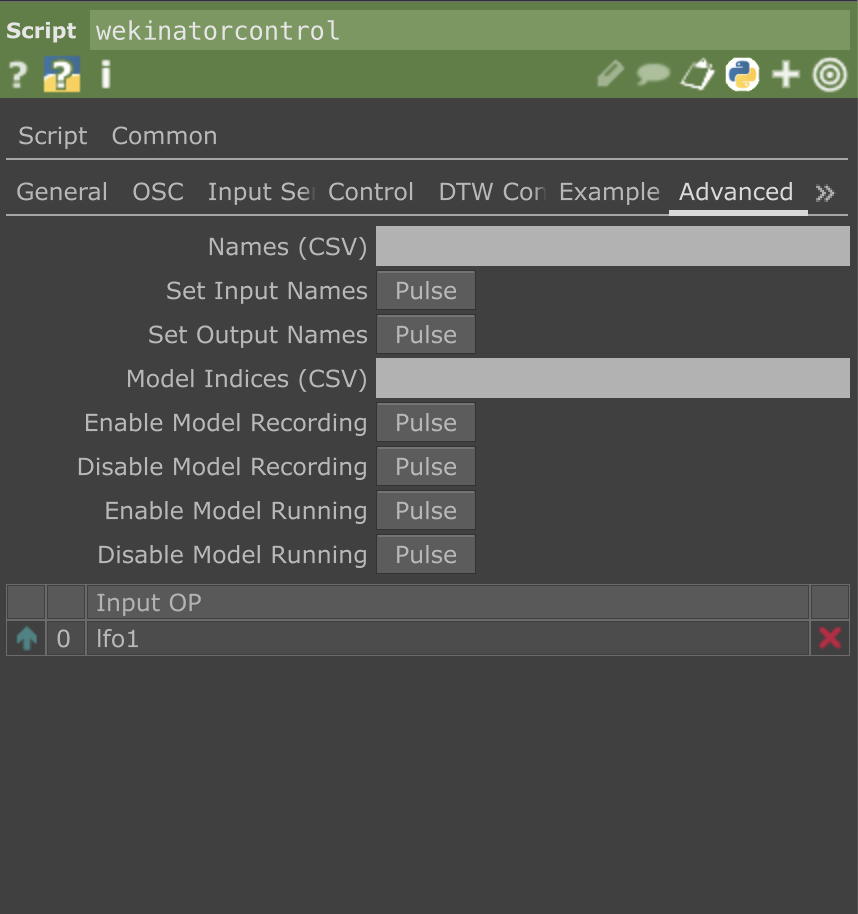 Script wekinatorcontrol
? ? i
Script Common
General OSC Input Se Control DTW Con Example Advanced »
Names (CSV)
Set Input Names Pulse
Set Output Names Pulse
Model Indices (CSV)
Enable Model Recording Pulse
Disable Model Recording Pulse
Enable Model Running Pulse
Disable Model Running Pulse
Input OP
0 lfo1